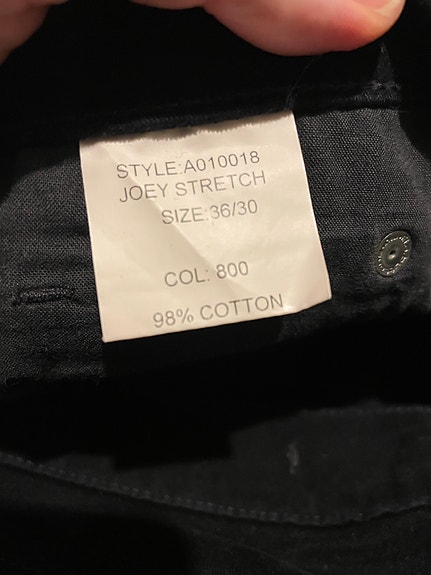 STYLE:A010018
JOEY STRETCH
SIZE:36/30
COL: 800
98% COTTON